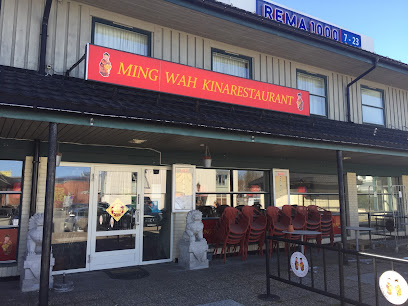 REMA 1000
7 - 23
MING WAH KINARESTAURANT